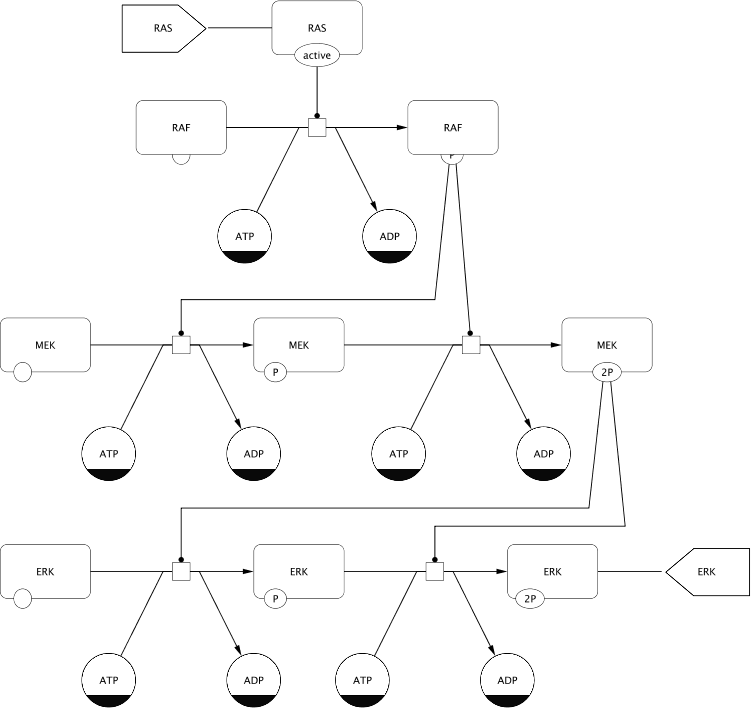 RAS
RAS
active
RAF
RAF
P
ATP
ADP
MEK
MEK
MEK
P
2P
ATP
ADP
ATP
ADP
ERK
ERK
ERK
ERK
P
2P
ATP
ADP
ATP
ADP